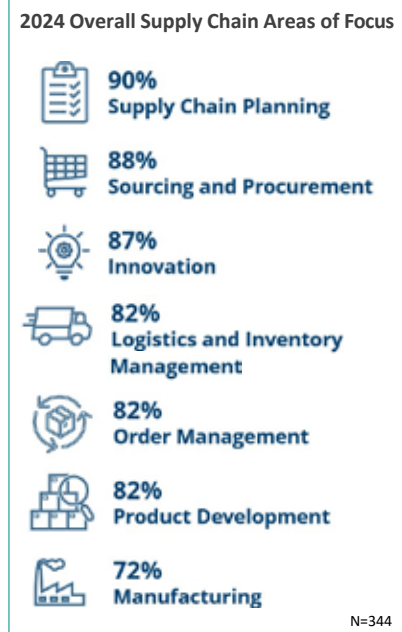 2024 Overall Supply Chain Areas of Focus
90%
Supply Chain Planning
88%
Sourcing and Procurement
87%
Innovation
82%
Logistics and Inventory
Management
82%
Order Management
82%
Product Development
72%
Manufacturing
N=344